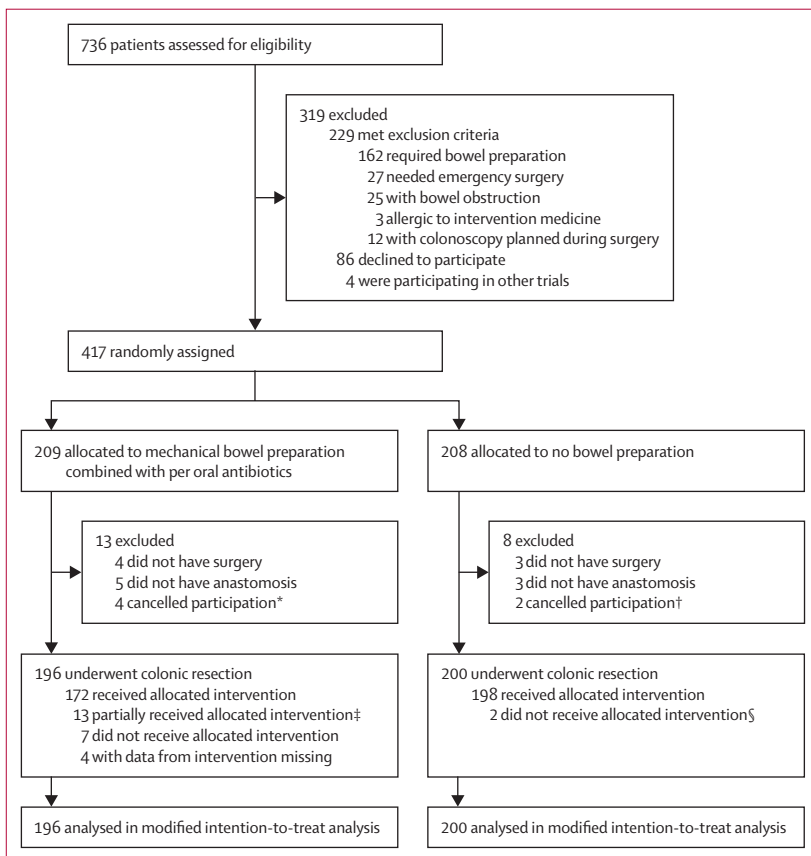 736 patients assessed for eligibility
319 excluded
229 met exclusion criteria
162 required bowel preparation
27 needed emergency surgery
25 with bowel obstruction
3 allergic to intervention medicine
12 with colonoscopy planned during surgery
86 declined to participate
4 were participating in other trials
417 randomly assigned
209 allocated to mechanical bowel preparation
combined with per oral antibiotics
208 allocated to no bowel preparation
13 excluded
4 did not have surgery
5 did not have anastomosis
4 cancelled participation*
8 excluded
3 did not have surgery
3 did not have anastomosis
2 cancelled participation†
196 underwent colonic resection
172 received allocated intervention
13 partially received allocated intervention‡
7 did not receive allocated intervention
4 with data from intervention missing
200 underwent colonic resection
198 received allocated intervention
2 did not receive allocated intervention§
196 analysed in modified intention-to-treat analysis
200 analysed in modified intention-to-treat analysis